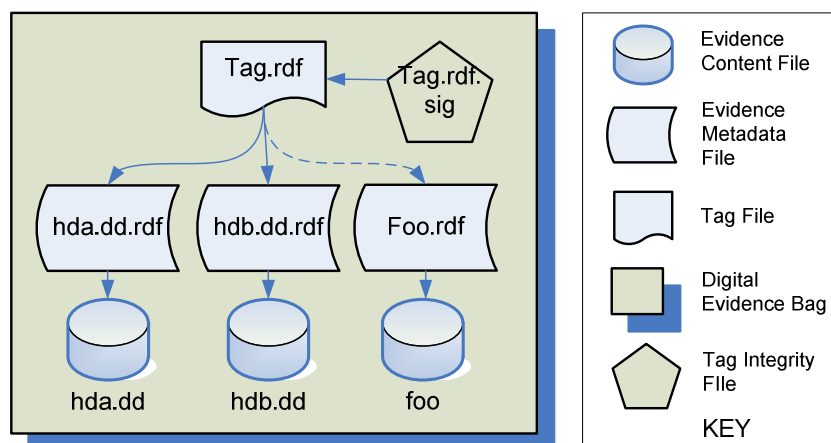 Tag.rdf
Tag.rdf.
sig
hda.dd.rdf
hdb.dd.rdf
Foo.rdf
hda.dd
hdb.dd
foo
Evidence
Content File
Evidence
Metadata
File
Tag File
Digital
Evidence Bag
Tag Integrity
FIle
KEY